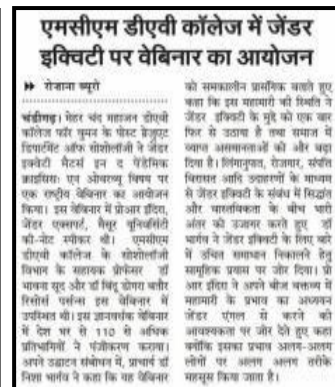 एमसीएम डीएवी कॉलेज में जेंडर
इक्विटी पर वेबिनार का आयोजन
रोजाना ब्यूरो
चंडीगढ़। मेहर चंद महाजन डीएवी
कॉलेज फॉर वुमन के पोस्ट ग्रेजुएट
डिपार्टमेंट ऑफ सोशोलॉजी ने जेंडर
इक्वेटी मैटर्स इन द पेंडेमिक
क्राइसिस: एन ओवरव्यू विषय पर
एक राष्ट्रीय वेबिनार का आयोजन
किया। इस वेबिनार में प्रोआर इंदिरा,
जेंडर एक्सपर्ट, मैसूर यूनिवर्सिटी
की-नोट स्पीकर थीं। एमसीएम
डीएवी कॉलेज के सोशोलॉजी
विभाग के सहायक प्रोफेसर डॉ
भावना सूद और डॉ बिंदु डोगरा बतौर
रिसोर्स पर्सन्स इस वेबिनार में
उपस्थित थीं। इस ज्ञानवर्धक वेबिनार
में देश भर से 110 से अधिक
प्रतिभागियों ने पंजीकरण कराया।
अपने उद्घाटन संबोधन में, प्राचार्य डॉ
निशा भार्गव ने कहा कि यह वेबिनार
को समकालीन प्रासंगिक बताते हुए
कहा कि इस महामारी की स्थिति ने
जेंडर इक्विटी के मुद्दे को एक बार
फिर से उठाया है तथा समाज में
व्याप्त असमानताओं की और बढ़ा
दिया है। लिंगानुपात, रोजगार, संपत्ति
विरासत आदि उदाहरणों के माध्यम
से जेंडर इक्विटी के संबंध में सिद्धांत
और वास्तविकता के बीच भारी
अंतर को उजागर करते हुए डॉ
भार्गव ने जेंडर इक्विटी के लिए बारे
में उचित समाधान निकालने हेतु
सामूहिक प्रयास पर जोर दिया। प्रो
आर इंदिरा ने अपने बीज वक्तव्य में
महामारी के प्रभाव का अध्ययन
जेंडर एंगल से करने की
आवश्यकता पर जोर देते हुए कहा
क्योंकि इसका प्रभाव अलग-अलग
लोगों पर अलग अलग तरीके
महसूस किया जाता है।